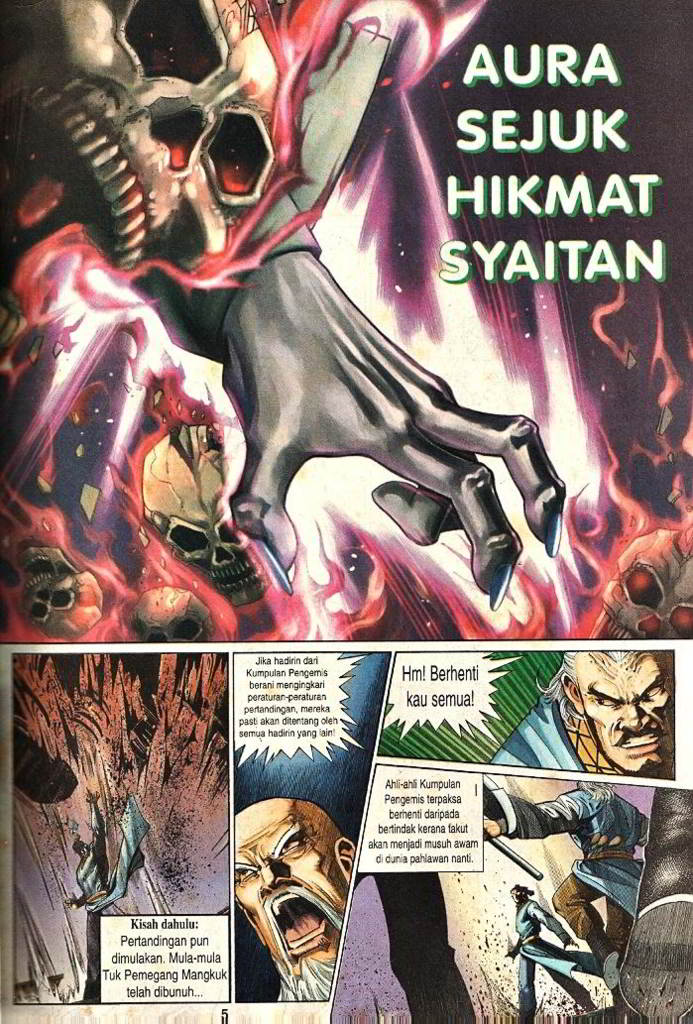 AURA
SEJUK
HIKMAT
SYAITAN
Kisah dahulu:
Pertandingan pun
dimulakan. Mula-mula
Tuk Pemegang Mangkuk
telah dibunuh...
Jika hadirin dari
Kumpulan Pengemis
berani mengingkari
peraturan-peraturan
pertandingan, mereka
pasti akan ditentang oleh
semua hadirin yang lain!
Hm! Berhenti
kau semua!
Ahli-ahli Kumpulan
Pengemis terpaksa
berhenti daripada
bertindak kerana fakut
akan menjadi musuh awam
di dunia pahlawan nanti.
5